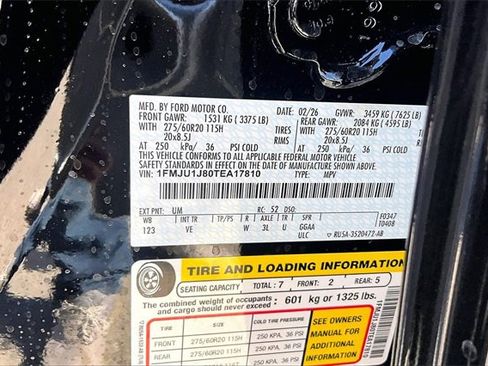 MFD. BY FORD MOTOR CO.
02/26 GVWR: 3459 KG (7625 LB)
FRONT GAWR: 1531 KG (3375 LB) REAR GAWR: 2084 KG (4595 LB)
WITH 275/60R20 115H TIRES WITH 275/60R20 115H
20x8.5J RIMS 20x8.5J
AT 250 kPa/ 36 PSI COLD AT 250 kPa/ 36 PSI COLD
THIS VEHICLE CONFORMS TO ALL APPLICABLE FEDERAL MOTOR VEHICLE
SAFETY STANDARDS IN EFFECT ON THE DATE OF MANUFACTURE SHOWN ABOVE.
VIN: 1FMJU1J80TEA17810 TYPE: MPV
EXT PNT: UM RC: 52 DSO:
WB INT TR TP/PS R AXLE TR SPR
123 VE W 3L U GGAA
ULC
F0347
T0408
RU5A-3520472-AB
TIRE AND LOADING INFORMATION
SEATING CAPACITY TOTAL : 7 FRONT : 2 REAR : 5
The combined weight of occupants and cargo should never exceed 601 kg or 1325 lbs.
TIRE SIZE COLD TIRE PRESSURE
FRONT 275/60R20 115H 250 KPA, 36 PSI
REAR 275/60R20 115H 250 KPA, 36 PSI
SEE OWNERS
MANUAL FOR
ADDITIONAL
INFORMATION
1FMJU1J80TEA17810